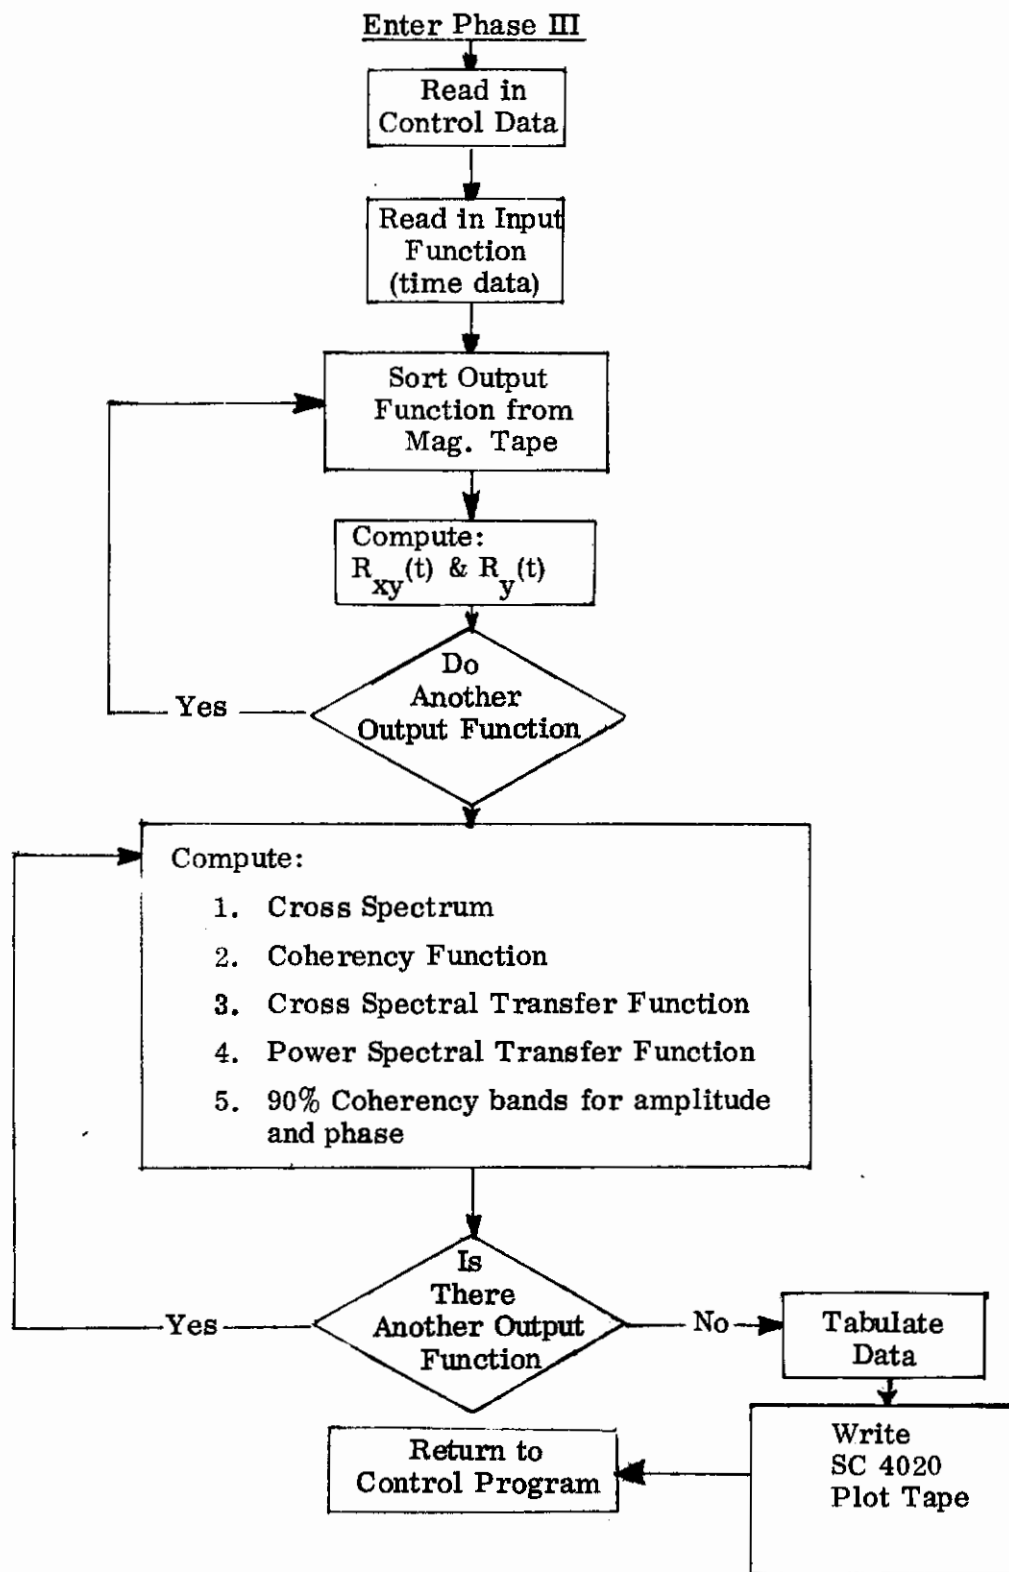 Enter Phase III
Read in
Control Data
Read in Input
Function
(time data)
Sort Output
Function from
Mag. Tape
Compute:
R_xy(t) & R_y(t)
Do
Another
Output Function
Yes
Compute:
1. Cross Spectrum
2. Coherency Function
3. Cross Spectral Transfer Function
4. Power Spectral Transfer Function
5. 90% Coherency bands for amplitude
and phase
Is
There
Another Output
Function
Yes
No
Tabulate
Data
Write
SC 4020
Plot Tape
Return to
Control Program